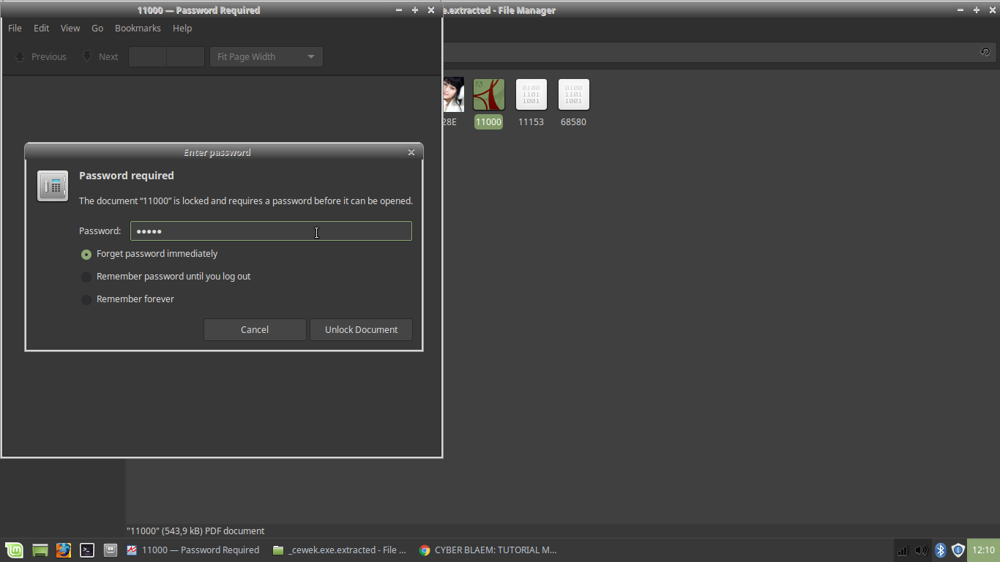 11000 — Password Required
e.extracted - File Manager
File Edit View Go Bookmarks Help
Previous Next Fit Page Width
28E 11000 11153 68580
Enter password
Password required
The document “11000” is locked and requires a password before it can be opened.
Password: ●●●●●
Forget password immediately
Remember password until you log out
Remember forever
Cancel Unlock Document
"11000" (543,9 kB) PDF document
11000 — Password Required _cewek.exe.extracted - File ... CYBER BLAEM: TUTORIAL M... 12:10